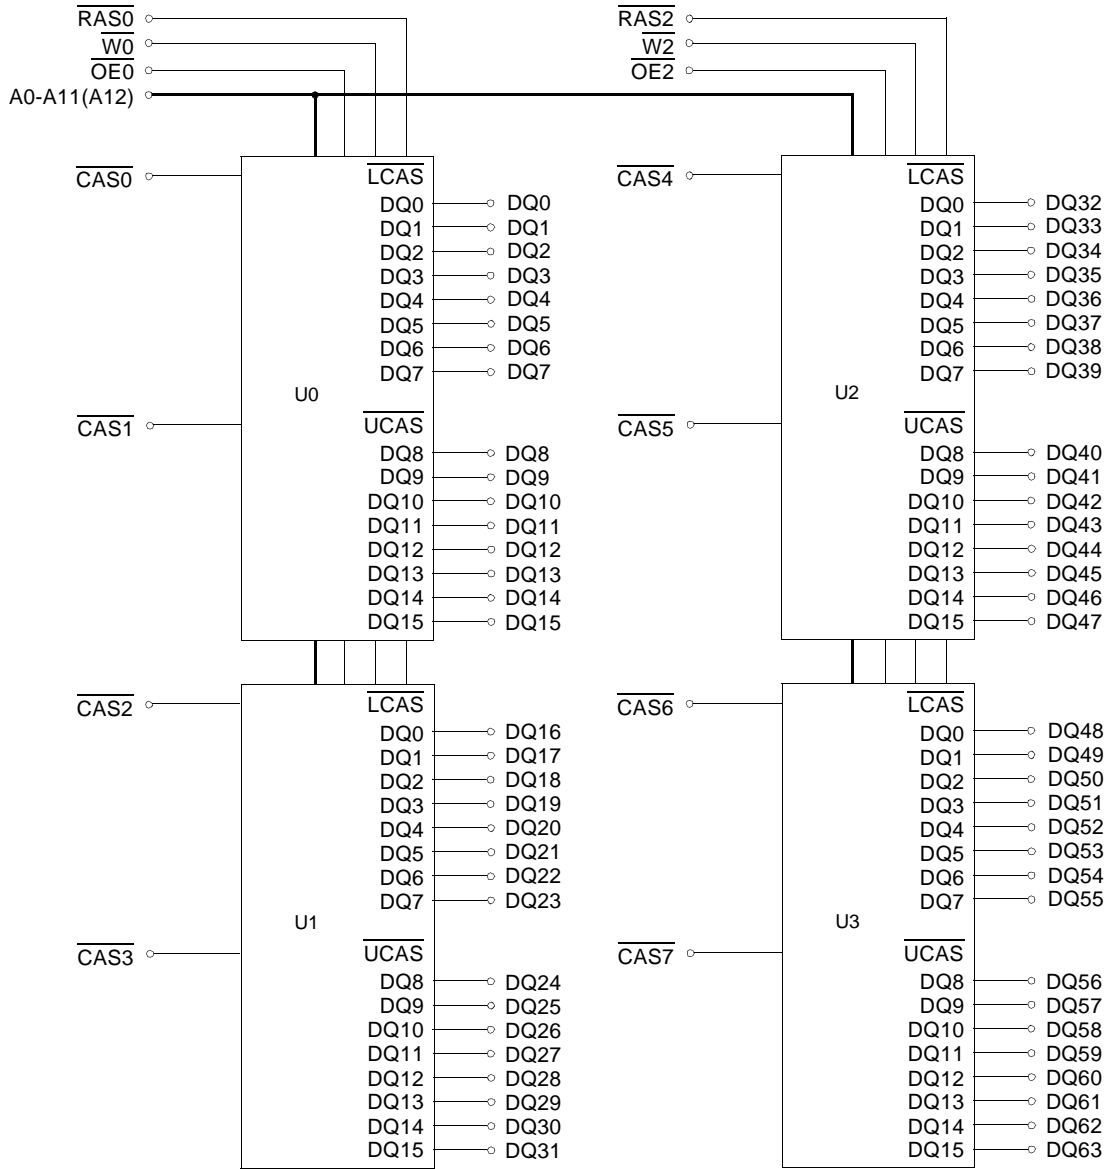 RAS0
W0
OE0
A0-A11(A12)
RAS2
W2
OE2
CAS0
LCAS
DQ0 DQ0
DQ1 DQ1
DQ2 DQ2
DQ3 DQ3
DQ4 DQ4
DQ5 DQ5
DQ6 DQ6
DQ7 DQ7
U0
CAS1
UCAS
DQ8 DQ8
DQ9 DQ9
DQ10 DQ10
DQ11 DQ11
DQ12 DQ12
DQ13 DQ13
DQ14 DQ14
DQ15 DQ15
CAS4
LCAS
DQ0 DQ32
DQ1 DQ33
DQ2 DQ34
DQ3 DQ35
DQ4 DQ36
DQ5 DQ37
DQ6 DQ38
DQ7 DQ39
U2
CAS5
UCAS
DQ8 DQ40
DQ9 DQ41
DQ10 DQ42
DQ11 DQ43
DQ12 DQ44
DQ13 DQ45
DQ14 DQ46
DQ15 DQ47
CAS2
LCAS
DQ0 DQ16
DQ1 DQ17
DQ2 DQ18
DQ3 DQ19
DQ4 DQ20
DQ5 DQ21
DQ6 DQ22
DQ7 DQ23
U1
CAS3
UCAS
DQ8 DQ24
DQ9 DQ25
DQ10 DQ26
DQ11 DQ27
DQ12 DQ28
DQ13 DQ29
DQ14 DQ30
DQ15 DQ31
CAS6
LCAS
DQ0 DQ48
DQ1 DQ49
DQ2 DQ50
DQ3 DQ51
DQ4 DQ52
DQ5 DQ53
DQ6 DQ54
DQ7 DQ55
U3
CAS7
UCAS
DQ8 DQ56
DQ9 DQ57
DQ10 DQ58
DQ11 DQ59
DQ12 DQ60
DQ13 DQ61
DQ14 DQ62
DQ15 DQ63